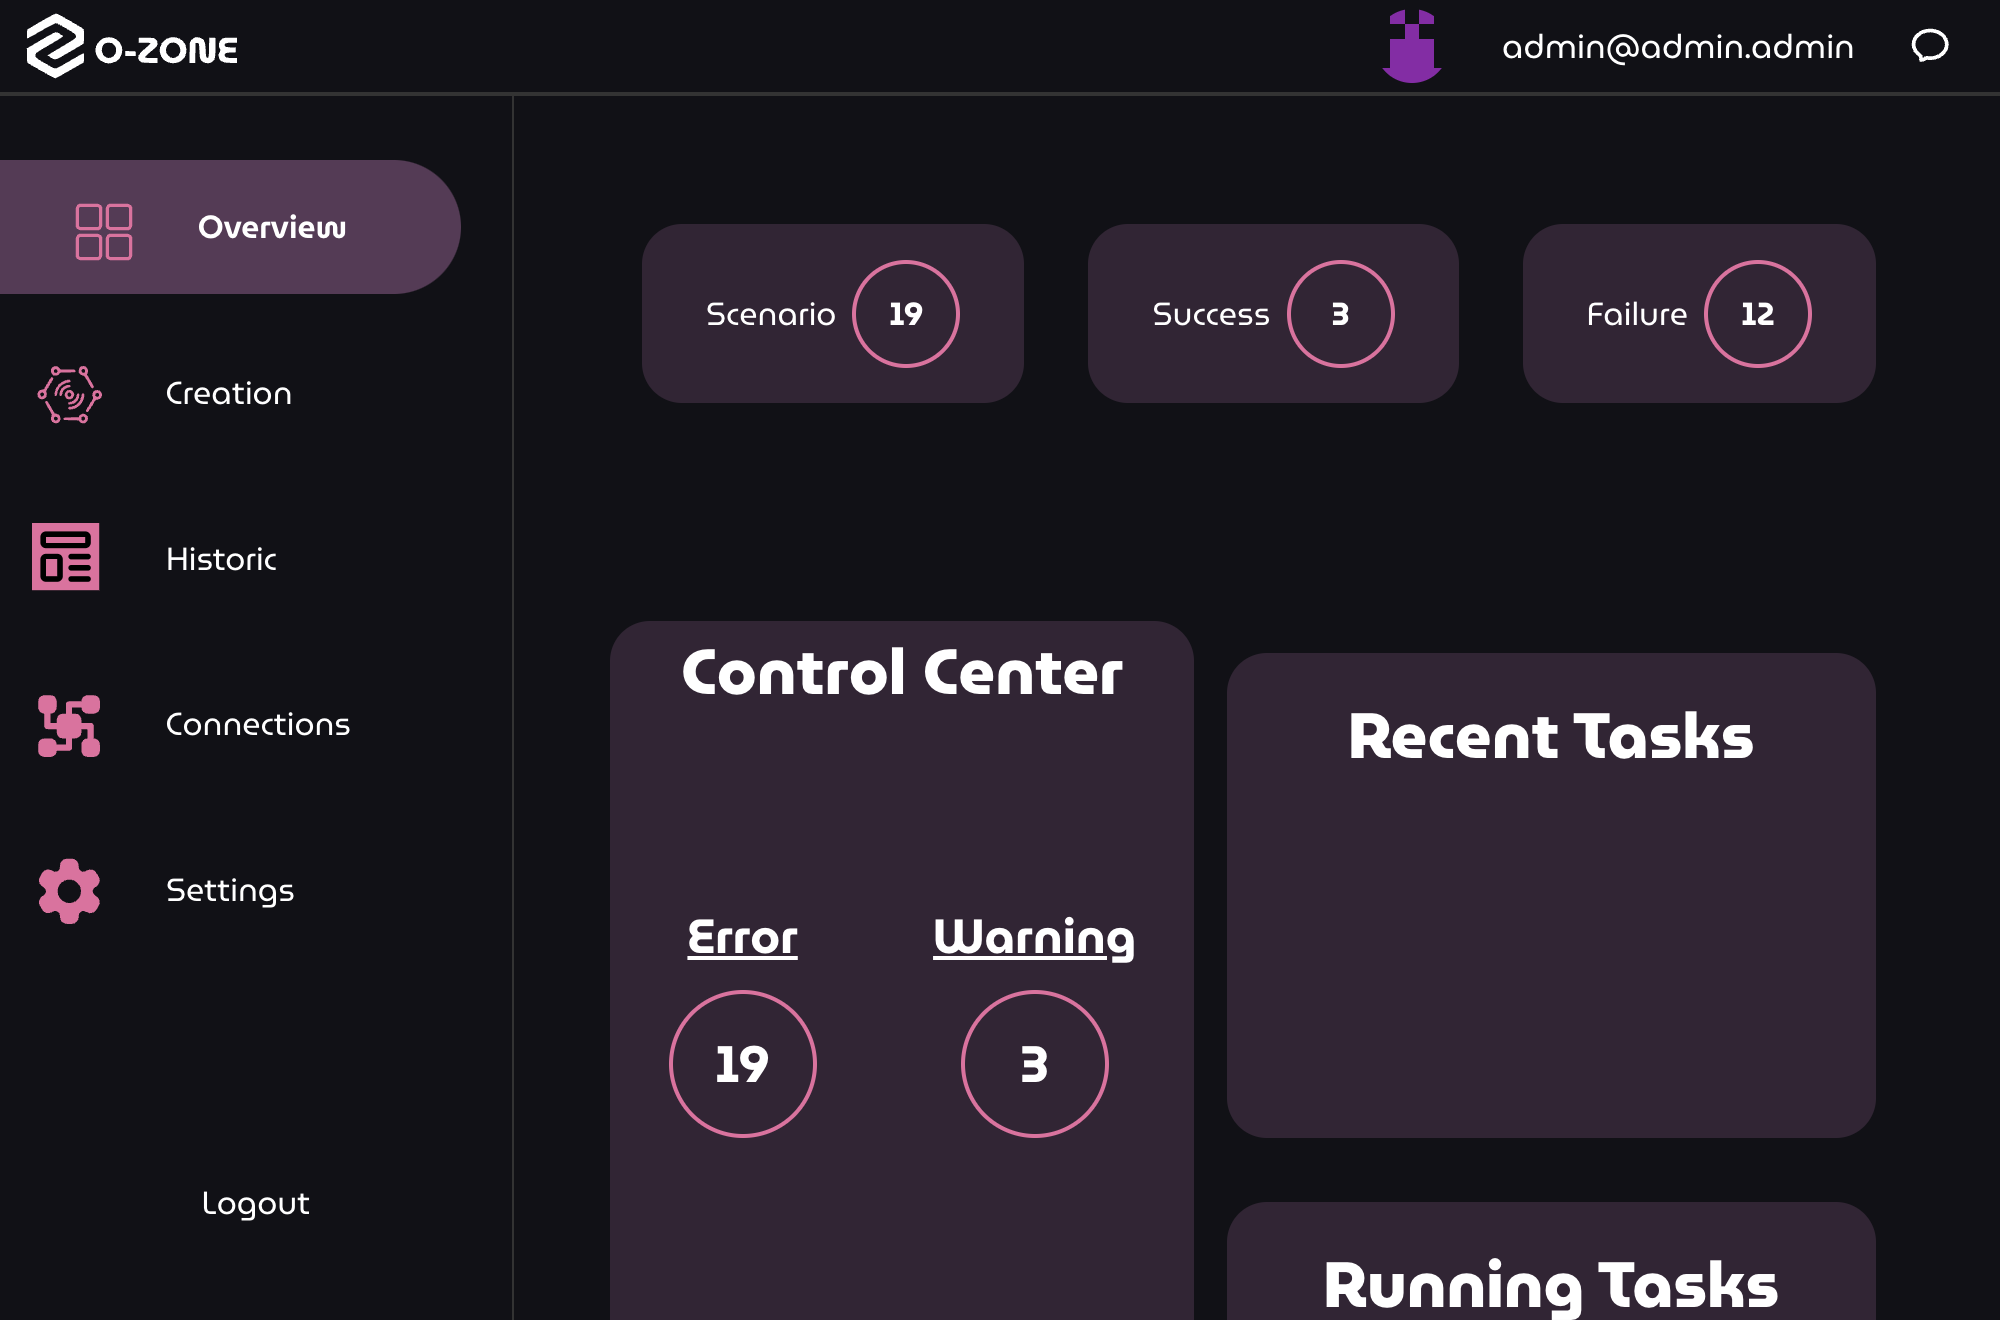 O-ZONE
admin@admin.admin
Overview
Creation
Historic
Connections
Settings
Logout
Scenario 19
Success 3
Failure 12
Control Center
Error
Warning
19
3
Recent Tasks
Running Tasks